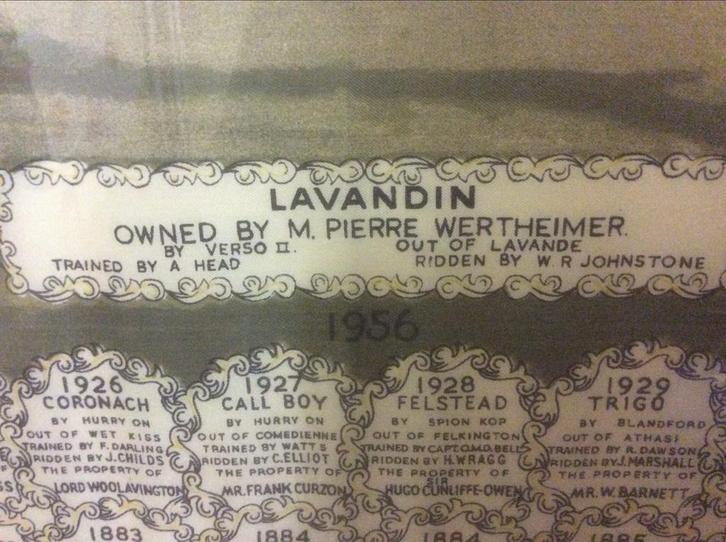 LAVANDIN
OWNED BY M. PIERRE WERTHEIMER.
BY VERSO II. OUT OF LAVANDE
TRAINED BY A HEAD RIDDEN BY W R JOHNSTONE
1956
1926
CORONACH
BY HURRY ON
OUT OF WET KISS
TRAINED BY F. DARLING
RIDDEN BY J. CHILDS
THE PROPERTY OF
LORD WOOLAVINGTON
1927
CALL BOY
BY HURRY ON
OUT OF COMEDIENNE
TRAINED BY WATTS
RIDDEN BY C. ELLIOT
THE PROPERTY OF
MR. FRANK CURZON
1928
FELSTEAD
BY SPION KOP
OUT OF FELKINGTON
TRAINED BY CAPT. O.M.D. BELL
RIDDEN BY H. WRAGG
THE PROPERTY OF
SIR
HUGO CUNLIFFE-OWEN
1929
TRIGO
BY BLANDFORD
OUT OF ATHASI
TRAINED BY R. DAWSON
RIDDEN BY J. MARSHALL
THE PROPERTY OF
MR. W. BARNETT
1883 1884 1884 1885